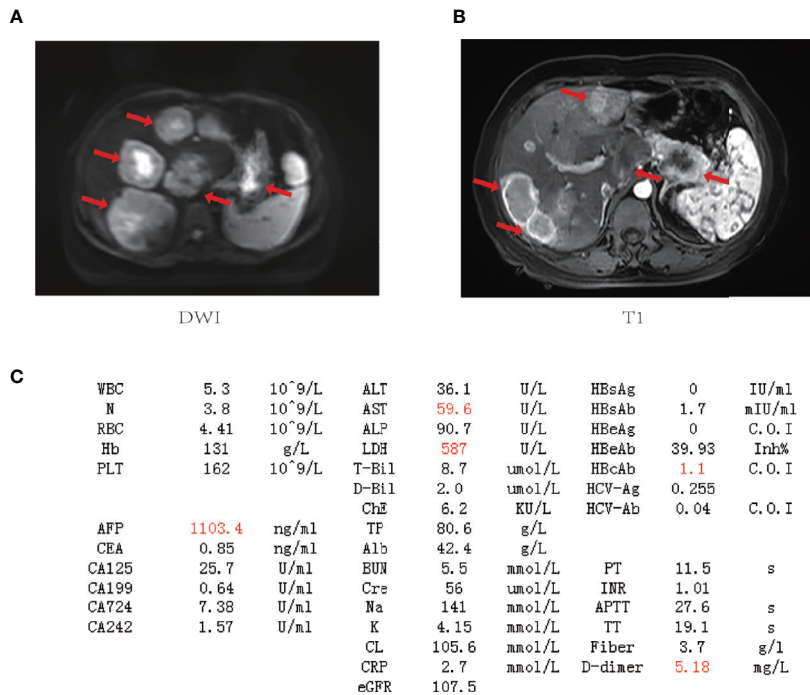 A
B
DWI
T1
C
WBC 5.3 10^9/L ALT 36.1 U/L HBsAg 0 IU/ml
N 3.8 10^9/L AST 59.6 U/L HBsAb 1.7 mIU/ml
RBC 4.41 10^9/L ALP 90.7 U/L HBeAg 0 C.O.I
Hb 131 g/L LDH 587 U/L HBeAb 39.93 Inh%
PLT 162 10^9/L T-Bil 8.7 umol/L HBcAb 1.1 C.O.I
D-Bil 2.0 umol/L HCV-Ag 0.255
ChE 6.2 KU/L HCV-Ab 0.04 C.O.I
AFP 1103.4 ng/ml TP 80.6 g/L
CEA 0.85 ng/ml Alb 42.4 g/L
CA125 25.7 U/ml BUN 5.5 mmol/L PT 11.5 s
CA199 0.64 U/ml Cre 56 umol/L INR 1.01
CA724 7.38 U/ml Na 141 mmol/L APTT 27.6 s
CA242 1.57 U/ml K 4.15 mmol/L TT 19.1 s
CL 105.6 mmol/L Fiber 3.7 g/l
CRP 2.7 mmol/L D-dimer 5.18 mg/L
eGFR 107.5